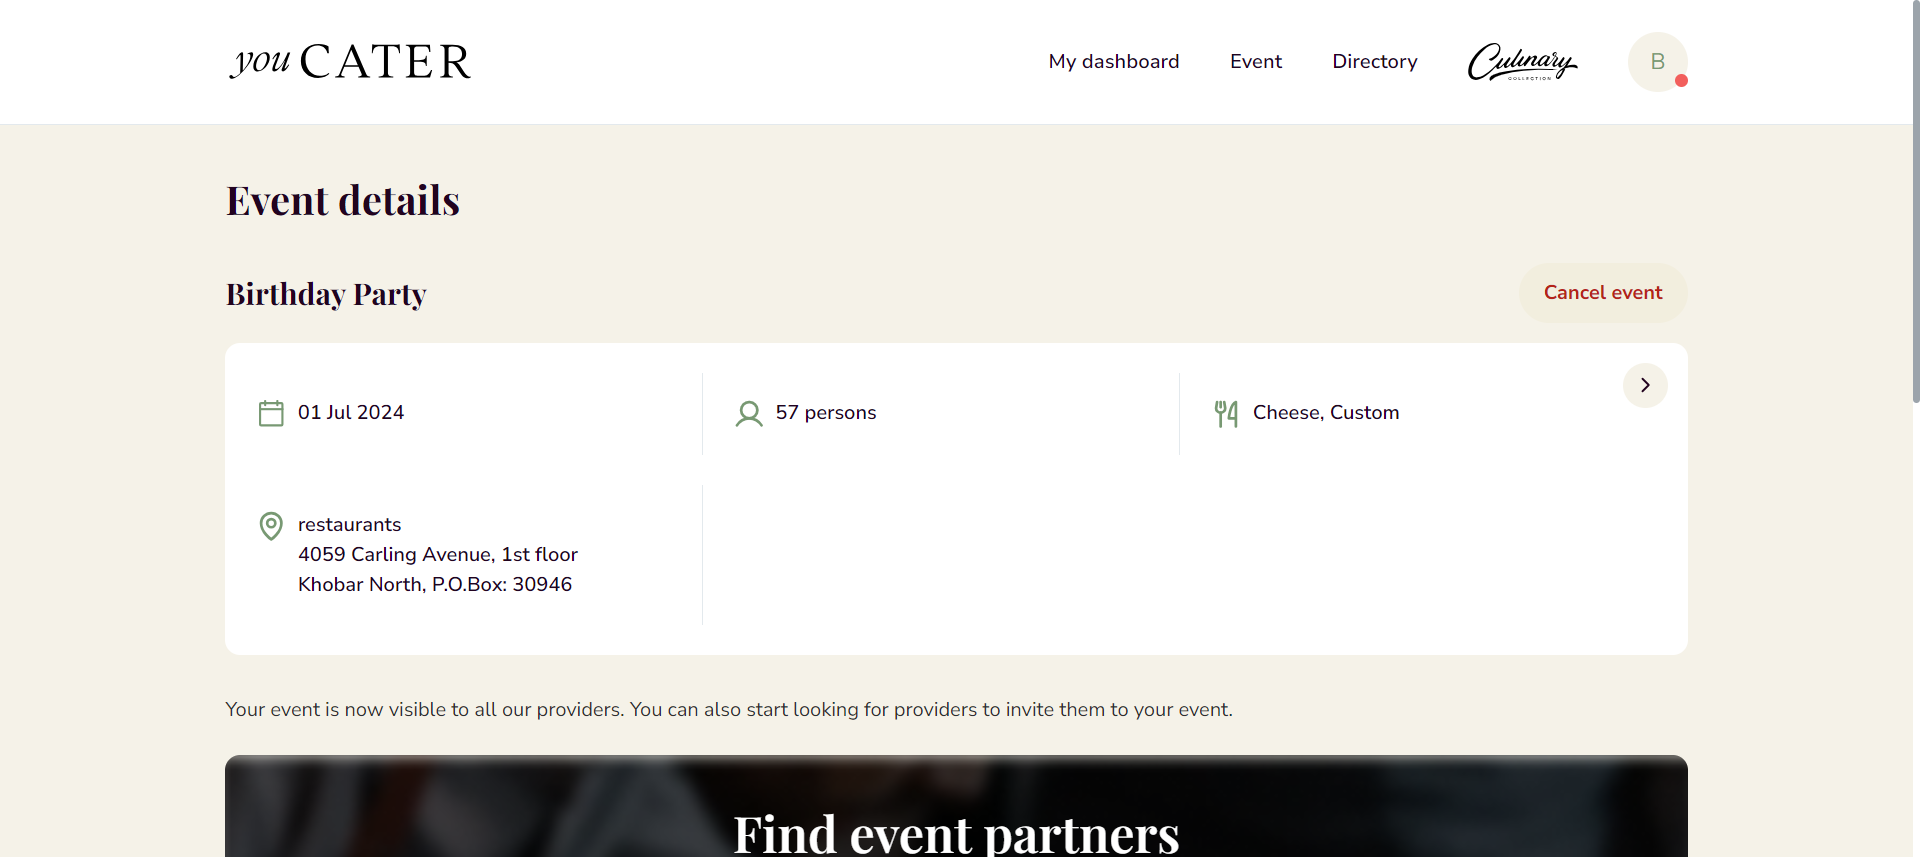 you CATER
My dashboard
Event
Directory
Culinary
COLLECTION
B
Event details
Birthday Party
Cancel event
01 Jul 2024
57 persons
Cheese, Custom
restaurants
4059 Carling Avenue, 1st floor
Khobar North, P.O.Box: 30946
Your event is now visible to all our providers. You can also start looking for providers to invite them to your event.
Find event partners